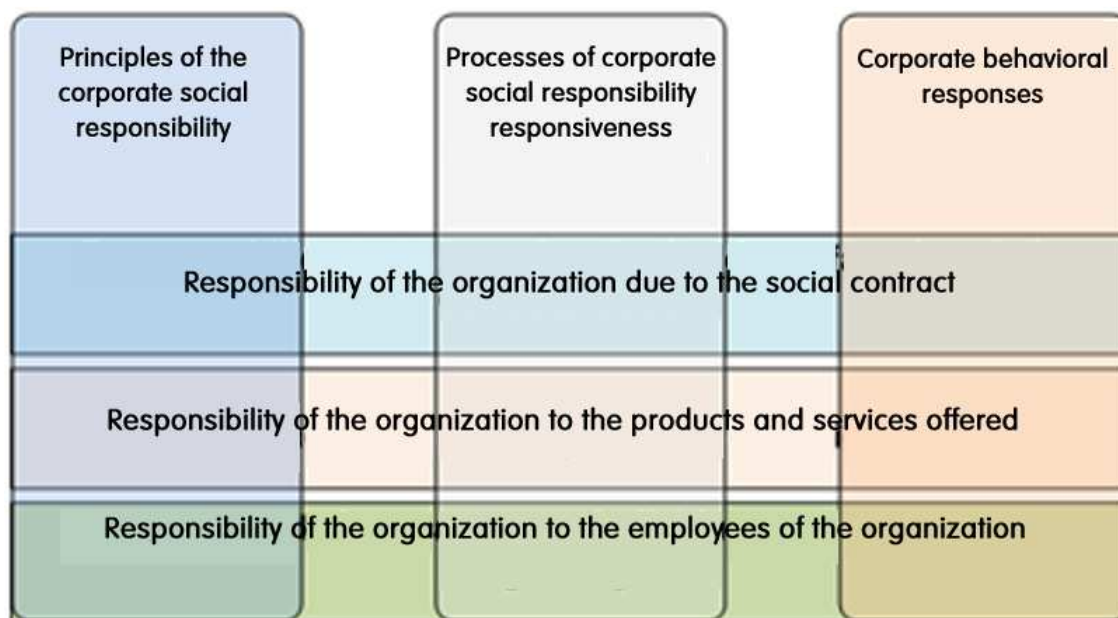 Principles of the
corporate social
responsibility
Processes of corporate
social responsibility
responsiveness
Corporate behavioral
responses
Responsibility of the organization due to the social contract
Responsibility of the organization to the products and services offered
Responsibility of the organization to the employees of the organization